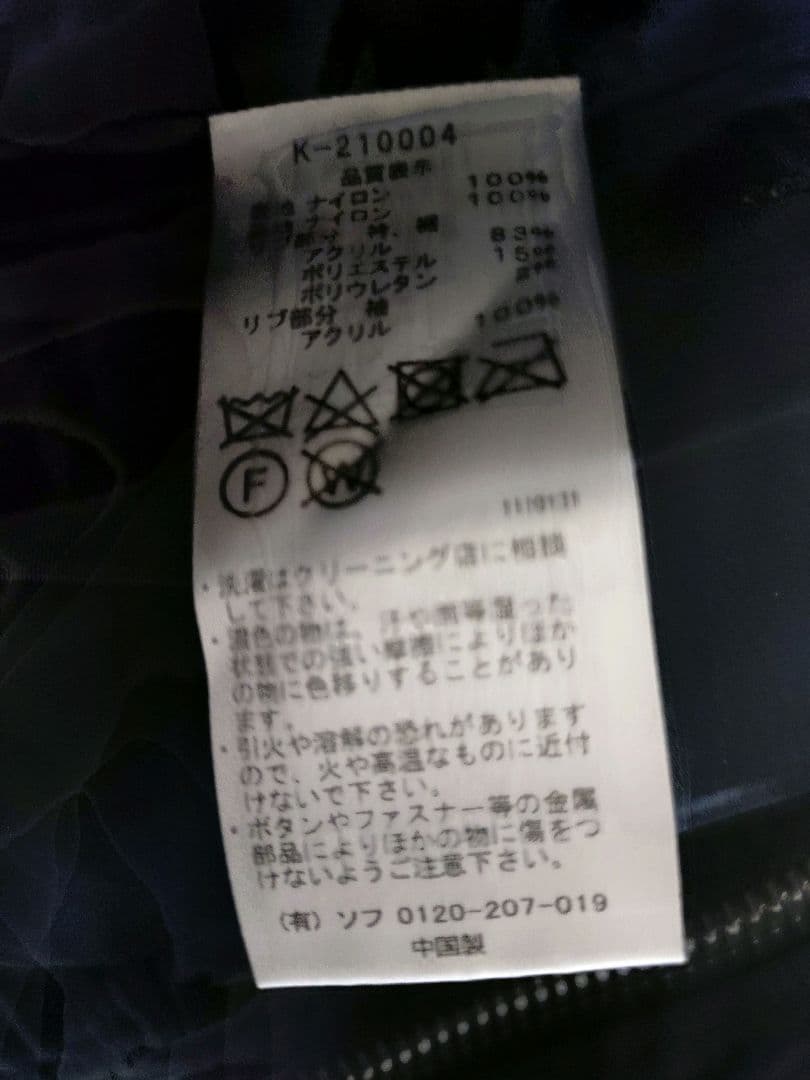 K-210004
品質表示
ナイロン 100%
ナイロン 100%
アクリル 83%
ポリエステル 15%
ポリウレタン 2%
リブ部分 袖
アクリル 100%
F W
・洗濯はクリーニング店に相談
して下さい。
・濃色の物は、汗や雨等湿った
状態での強い摩擦によりほか
の物に色移りすることがあり
ます。
・引火や溶解の恐れがあります
ので、火や高温なものに近付
けないで下さい。
・ボタンやファスナー等の金属
部品によりほかの物に傷をつ
けないようご注意下さい。
(有) ソフ 0120-207-019
中国製